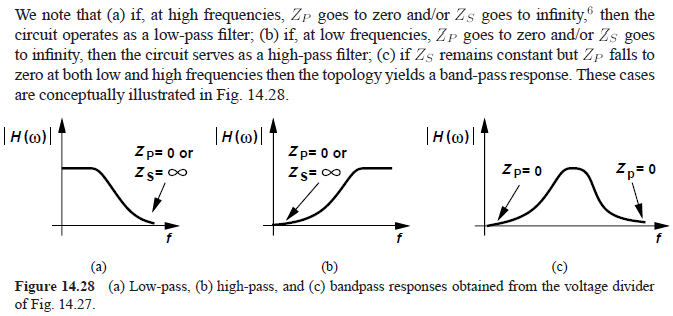 We note that (a) if, at high frequencies, Z_P goes to zero and/or Z_S goes to infinity,⁶ then the
circuit operates as a low-pass filter; (b) if, at low frequencies, Z_P goes to zero and/or Z_S goes
to infinity, then the circuit serves as a high-pass filter; (c) if Z_S remains constant but Z_P falls to
zero at both low and high frequencies then the topology yields a band-pass response. These cases
are conceptually illustrated in Fig. 14.28.
|H(ω)|
Z_P = 0 or
Z_S = ∞
f
(a)
|H(ω)|
Z_P = 0 or
Z_S = ∞
f
(b)
|H(ω)|
Z_P = 0
Z_P = 0
f
(c)
Figure 14.28 (a) Low-pass, (b) high-pass, and (c) bandpass responses obtained from the voltage divider
of Fig. 14.27.